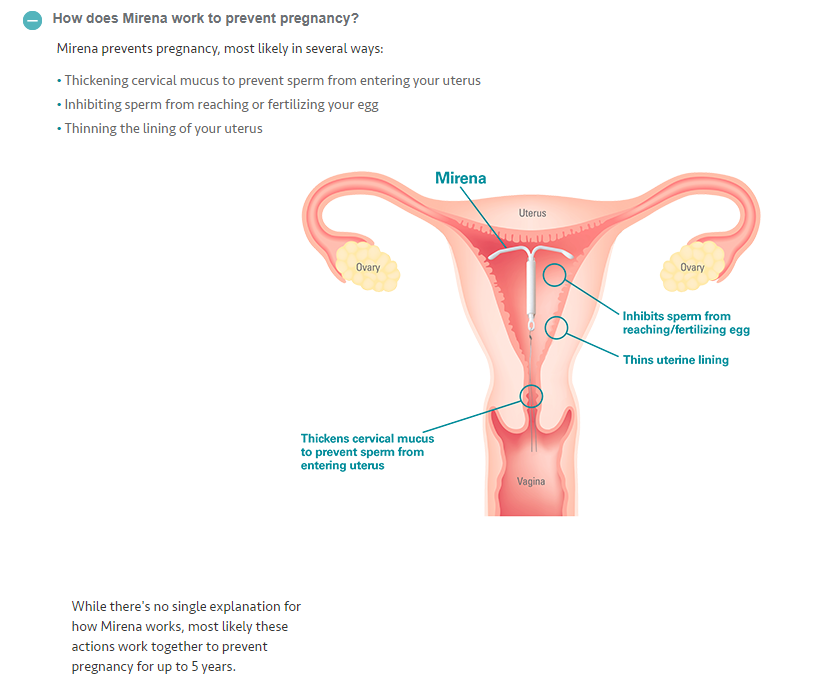 How does Mirena work to prevent pregnancy?
Mirena prevents pregnancy, most likely in several ways:
• Thickening cervical mucus to prevent sperm from entering your uterus
• Inhibiting sperm from reaching or fertilizing your egg
• Thinning the lining of your uterus
Mirena
Uterus
Ovary
Ovary
Inhibits sperm from
reaching/fertilizing egg
Thins uterine lining
Thickens cervical mucus
to prevent sperm from
entering uterus
Vagina
While there's no single explanation for
how Mirena works, most likely these
actions work together to prevent
pregnancy for up to 5 years.